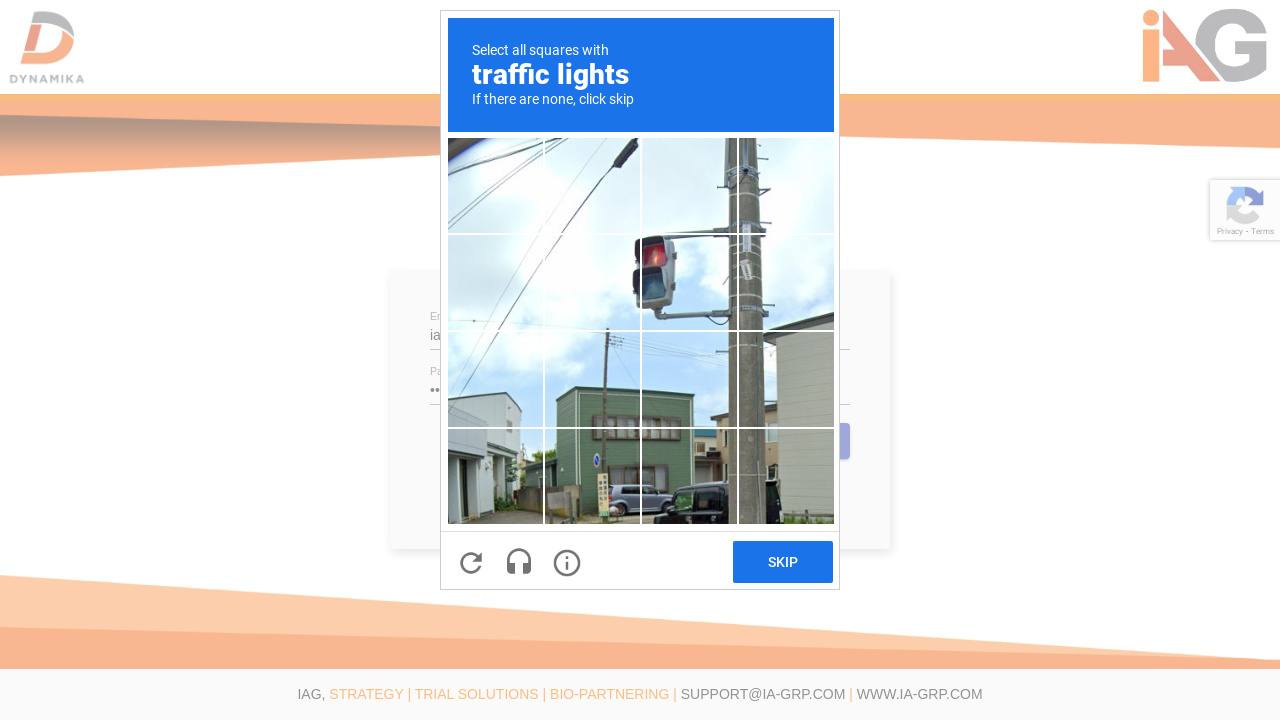 DYNAMIKA
iAG
Select all squares with
traffic lights
If there are none, click skip
Privacy - Terms
SKIP
IAG, STRATEGY | TRIAL SOLUTIONS | BIO-PARTNERING | SUPPORT@IA-GRP.COM | WWW.IA-GRP.COM